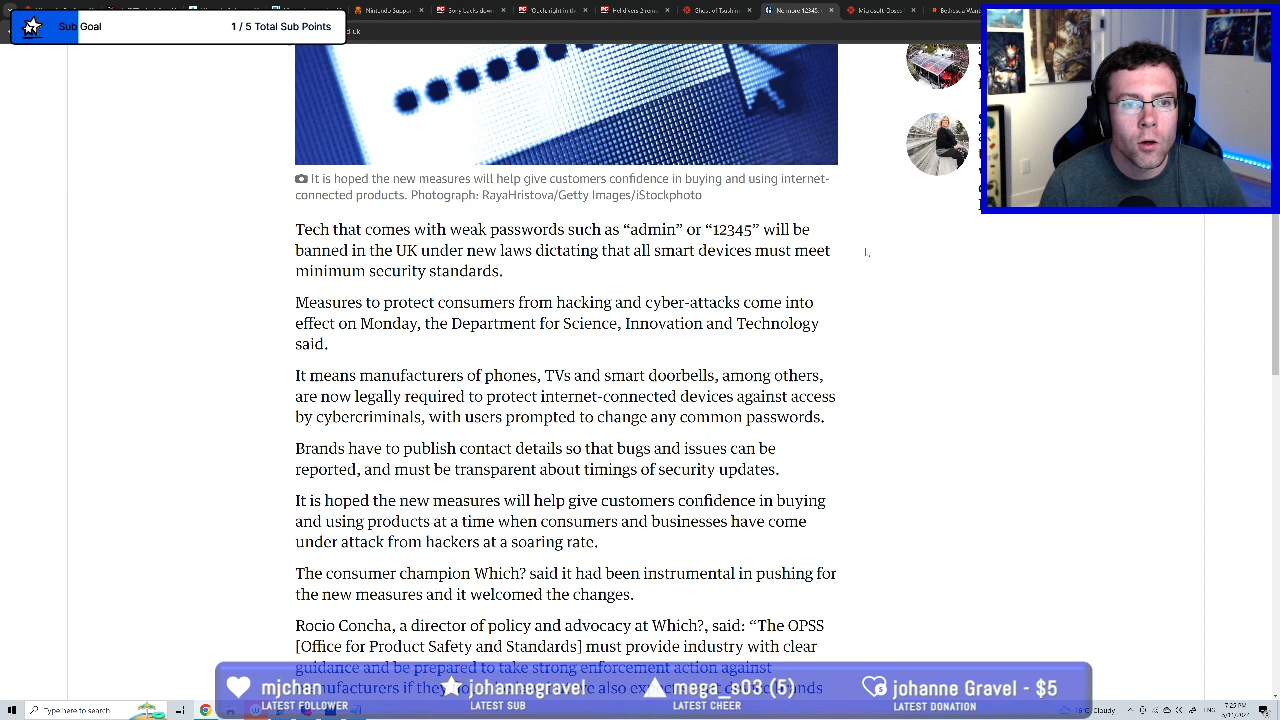 Sub Goal
1 / 5 Total Sub Points
No more 12345
It is hoped the new measures will help give customers confidence in buying and using internet-
connected products. Photograph: RayaHristova/Getty Images/iStockphoto
Tech that comes with weak passwords such as “admin” or “12345” will be
banned in the UK under new laws dictating that all smart devices must meet
minimum security standards.
Measures to protect consumers from hacking and cyber-attacks come into
effect on Monday, the Department for Science, Innovation and Technology
said.
It means manufacturers of phones, TVs and smart doorbells, among others,
are now legally required to protect internet-connected devices against access
by cybercriminals, with users prompted to change any common passwords.
Brands have to publish contact details so that bugs and issues can be
reported, and must be transparent about timings of security updates.
It is hoped the new measures will help give customers confidence in buying
and using products at a time when consumers and businesses have come
under attack from hackers at a soaring rate.
The consumer champion Which? said it had been instrumental in pushing for
the new measures and it welcomed the changes.
Rocio Concha, a director of policy and advocacy at Which?, said: “The OPSS
[Office for Product Safety and Standards] must provide industry with clear
guidance and be prepared to take strong enforcement action against
manufacturers if they
mjchan
LATEST FOLLOWER
johannegravel
LATEST SUB
LATEST CHEER
johanne Gravel - $5
LATEST DONATION
Type here to search
Cloudy
ENG